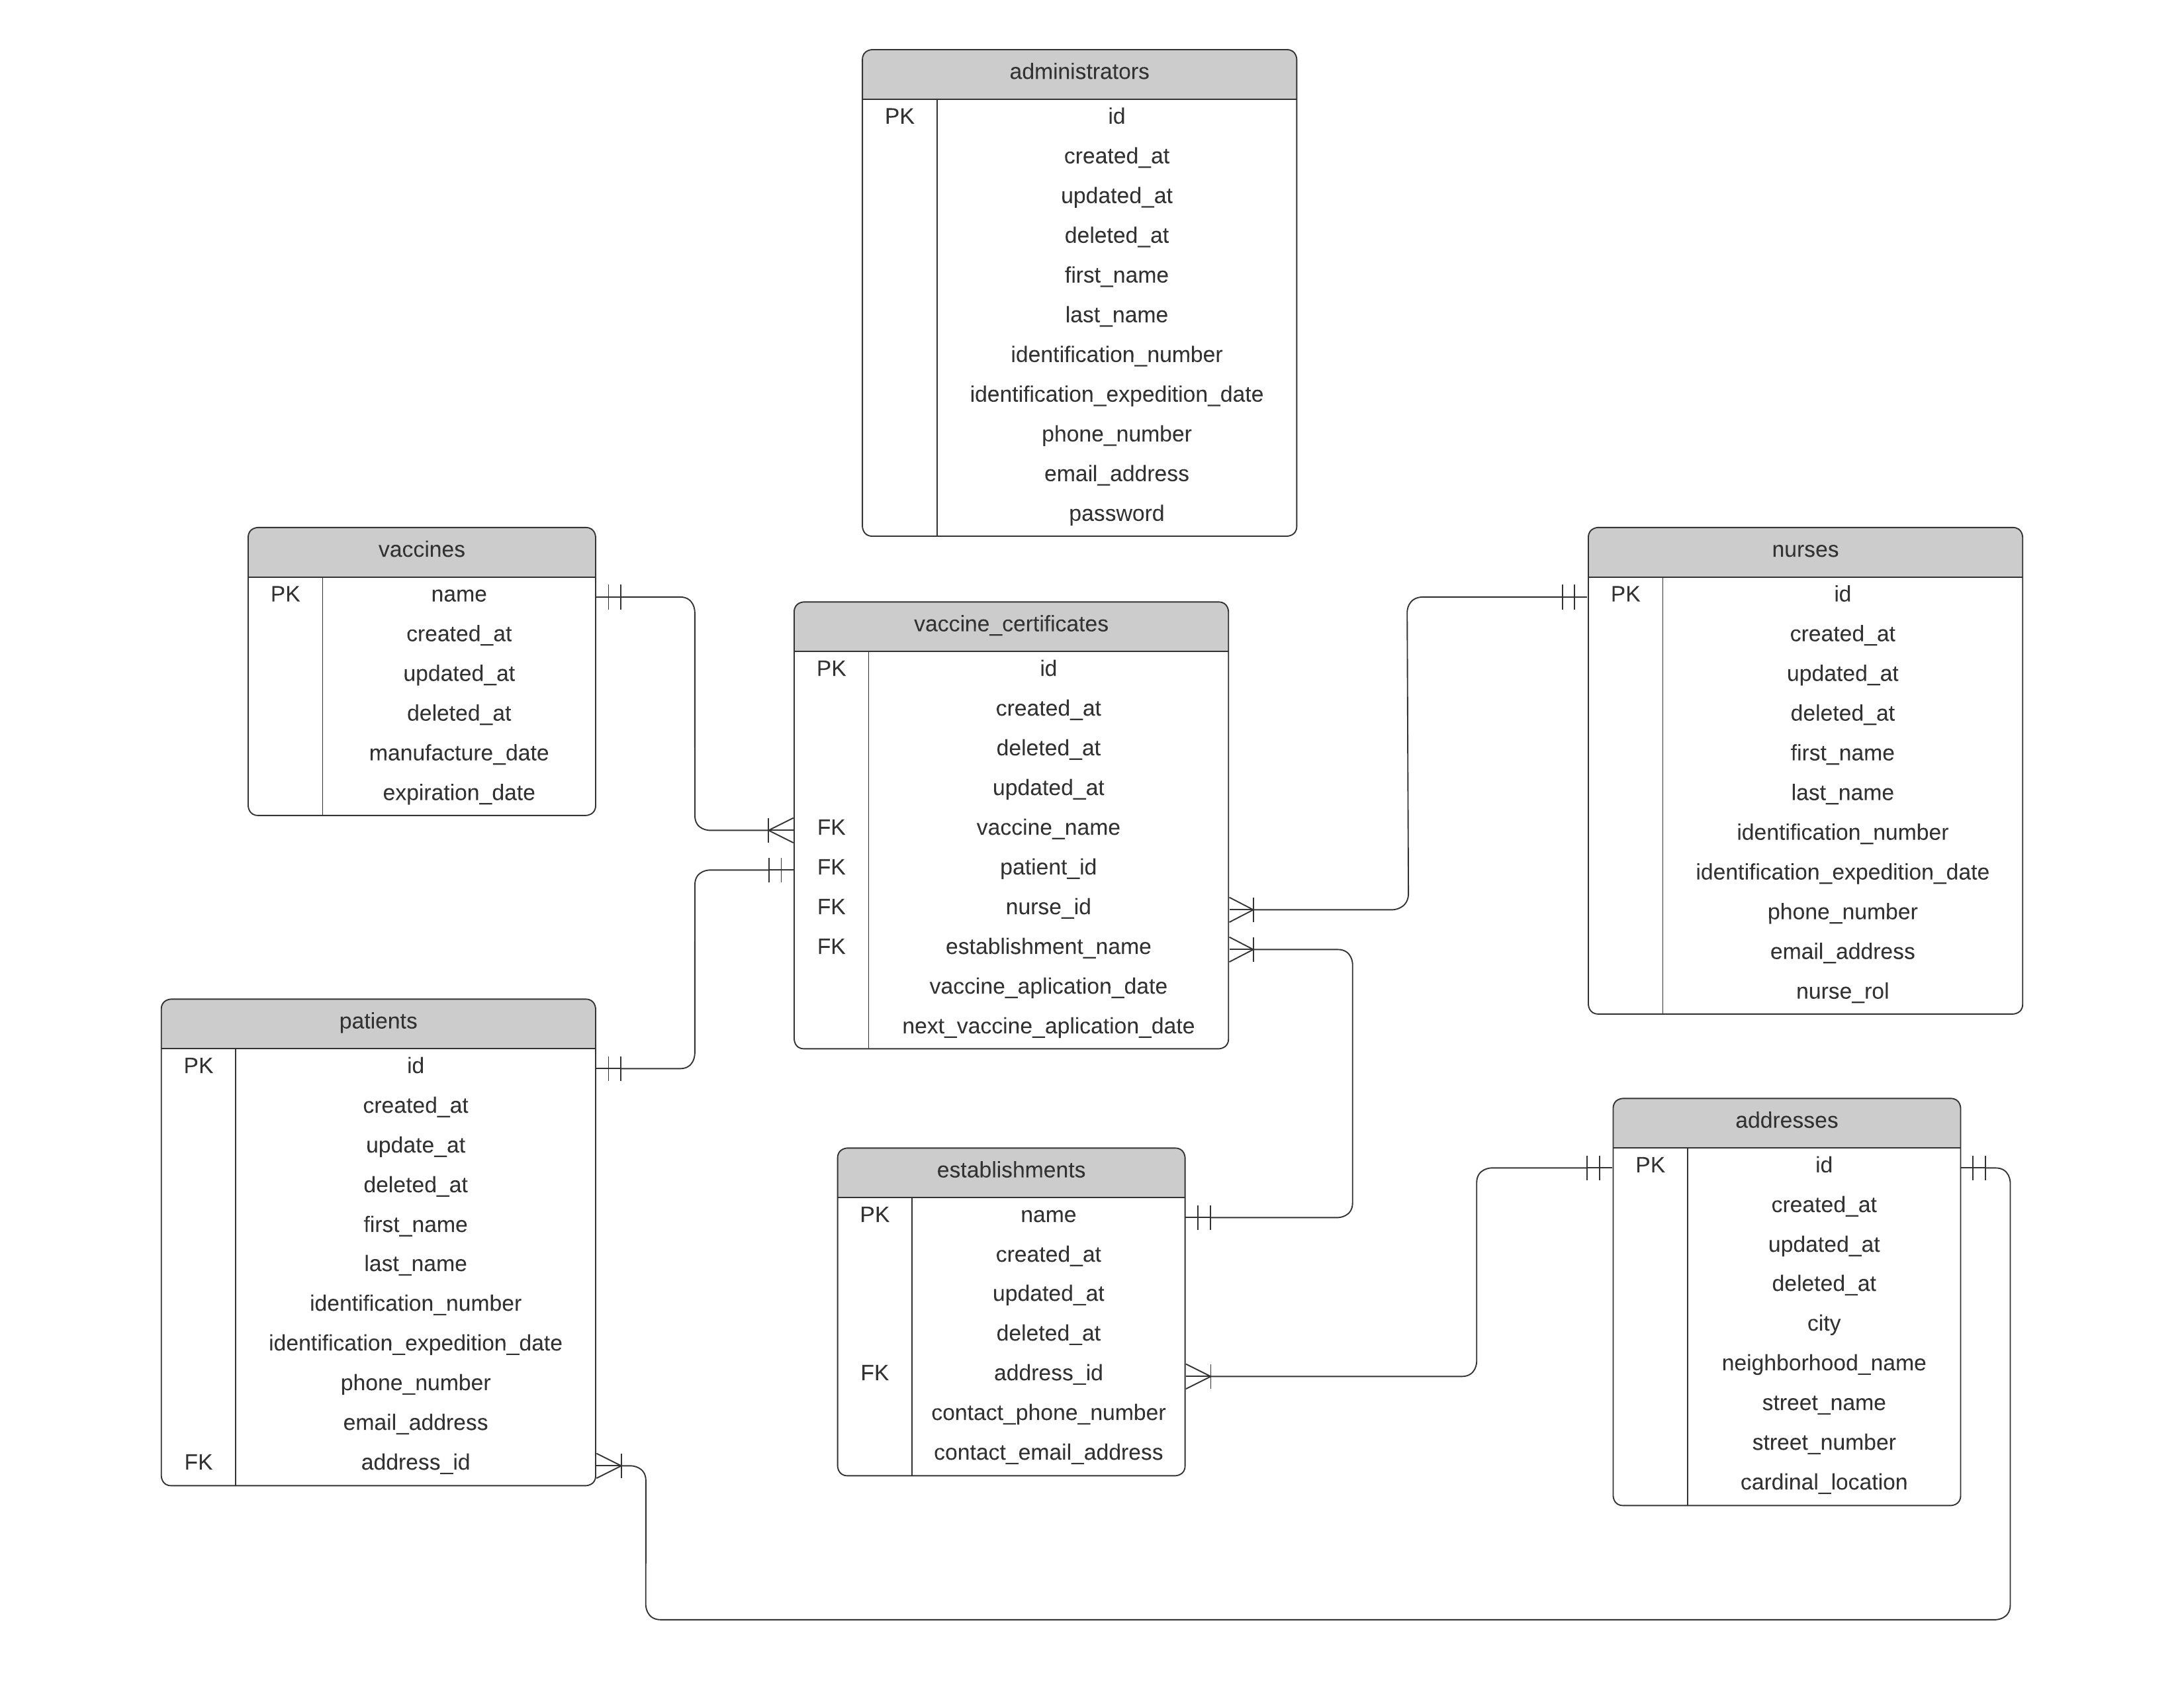 administrators
PK id
created_at
updated_at
deleted_at
first_name
last_name
identification_number
identification_expedition_date
phone_number
email_address
password
vaccines
PK name
created_at
updated_at
deleted_at
manufacture_date
expiration_date
vaccine_certificates
PK id
created_at
deleted_at
updated_at
FK vaccine_name
FK patient_id
FK nurse_id
FK establishment_name
vaccine_aplication_date
next_vaccine_aplication_date
nurses
PK id
created_at
updated_at
deleted_at
first_name
last_name
identification_number
identification_expedition_date
phone_number
email_address
nurse_rol
patients
PK id
created_at
update_at
deleted_at
first_name
last_name
identification_number
identification_expedition_date
phone_number
email_address
FK address_id
establishments
PK name
created_at
updated_at
deleted_at
FK address_id
contact_phone_number
contact_email_address
addresses
PK id
created_at
updated_at
deleted_at
city
neighborhood_name
street_name
street_number
cardinal_location